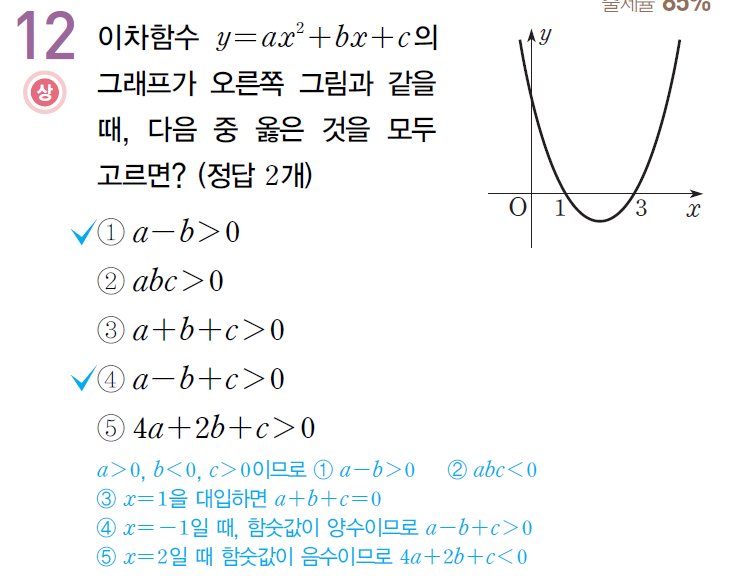 출제율 85%
12 이차함수 y=ax²+bx+c의
상 그래프가 오른쪽 그림과 같을
때, 다음 중 옳은 것을 모두
고르면? (정답 2개)
y
O 1 3 x
① a-b>0
② abc>0
③ a+b+c>0
④ a-b+c>0
⑤ 4a+2b+c>0
a>0, b<0, c>0이므로 ① a-b>0 ② abc<0
③ x=1을 대입하면 a+b+c=0
④ x=-1일 때, 함숫값이 양수이므로 a-b+c>0
⑤ x=2일 때 함숫값이 음수이므로 4a+2b+c<0